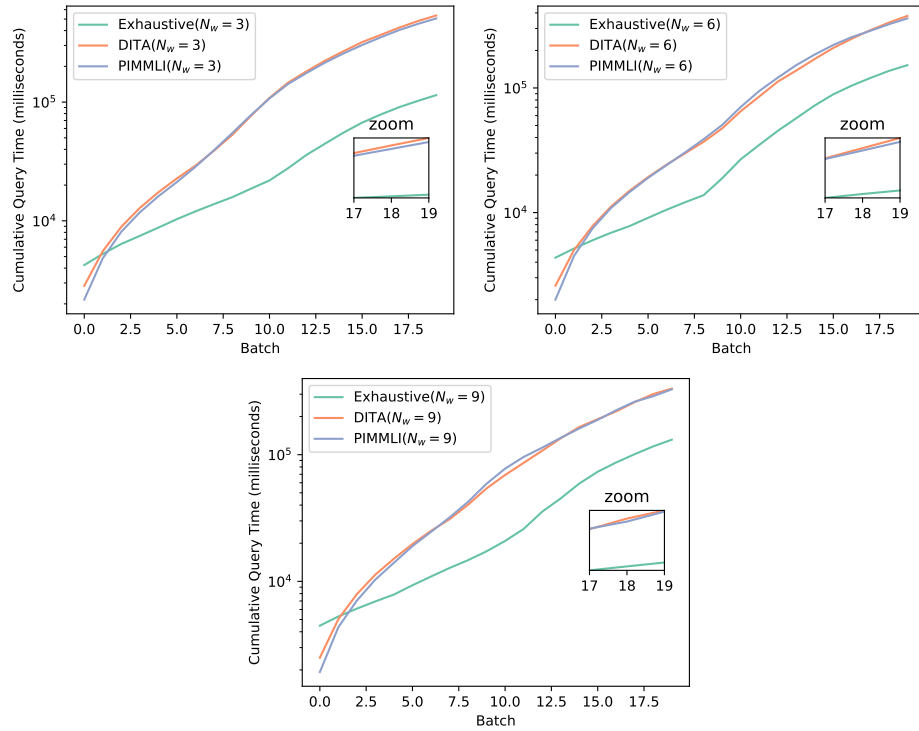 Exhaustive(N_w = 3)
DITA(N_w = 3)
PIMMLI(N_w = 3)
Cumulative Query Time (milliseconds)
10^5
10^4
zoom
17 18 19
0.0 2.5 5.0 7.5 10.0 12.5 15.0 17.5
Batch
Exhaustive(N_w = 6)
DITA(N_w = 6)
PIMMLI(N_w = 6)
Cumulative Query Time (milliseconds)
10^5
10^4
zoom
17 18 19
0.0 2.5 5.0 7.5 10.0 12.5 15.0 17.5
Batch
Exhaustive(N_w = 9)
DITA(N_w = 9)
PIMMLI(N_w = 9)
Cumulative Query Time (milliseconds)
10^5
10^4
zoom
17 18 19
0.0 2.5 5.0 7.5 10.0 12.5 15.0 17.5
Batch